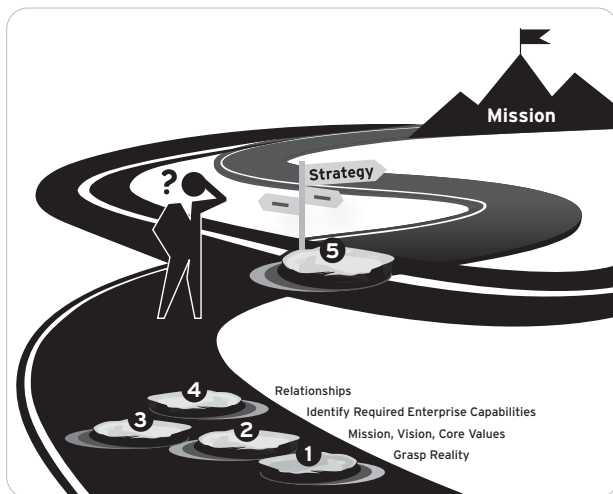 Mission
?
Strategy
5
4
Relationships
3
Identify Required Enterprise Capabilities
2
Mission, Vision, Core Values
1
Grasp Reality